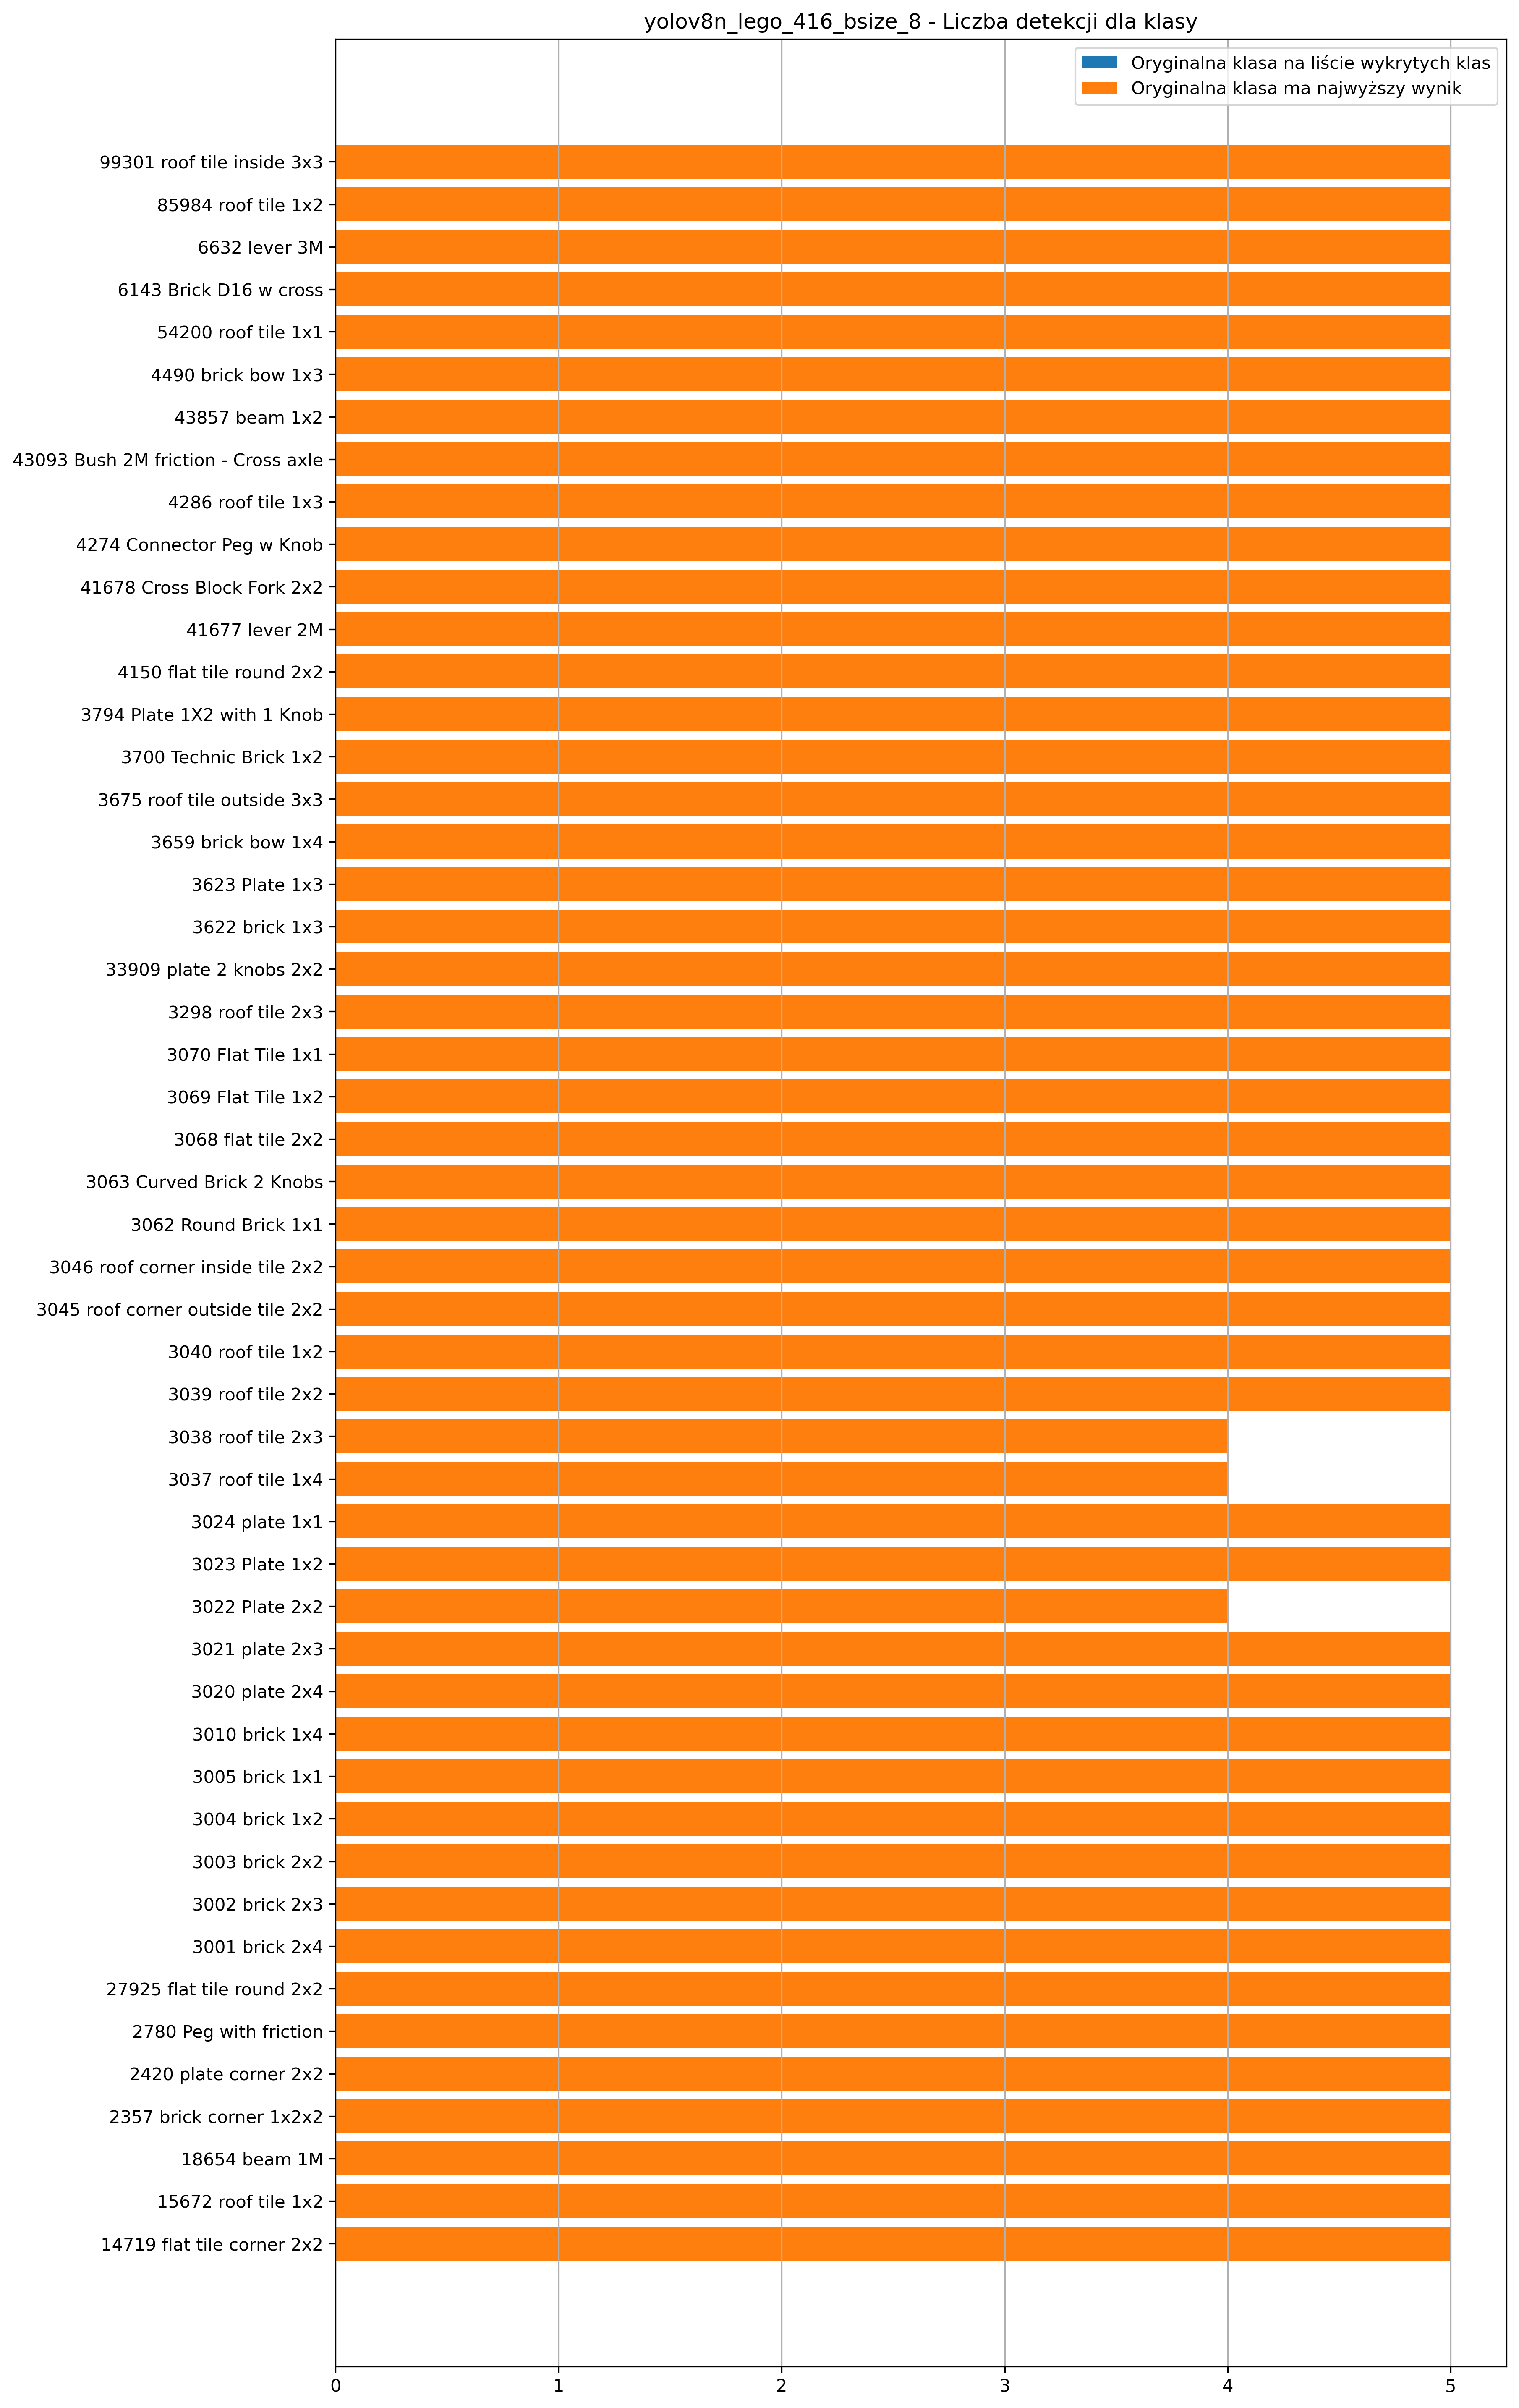 yolov8n_lego_416_bsize_8 - Liczba detekcji dla klasy
Oryginalna klasa na liście wykrytych klas
Oryginalna klasa ma najwyższy wynik
99301 roof tile inside 3x3
85984 roof tile 1x2
6632 lever 3M
6143 Brick D16 w cross
54200 roof tile 1x1
4490 brick bow 1x3
43857 beam 1x2
43093 Bush 2M friction - Cross axle
4286 roof tile 1x3
4274 Connector Peg w Knob
41678 Cross Block Fork 2x2
41677 lever 2M
4150 flat tile round 2x2
3794 Plate 1X2 with 1 Knob
3700 Technic Brick 1x2
3675 roof tile outside 3x3
3659 brick bow 1x4
3623 Plate 1x3
3622 brick 1x3
33909 plate 2 knobs 2x2
3298 roof tile 2x3
3070 Flat Tile 1x1
3069 Flat Tile 1x2
3068 flat tile 2x2
3063 Curved Brick 2 Knobs
3062 Round Brick 1x1
3046 roof corner inside tile 2x2
3045 roof corner outside tile 2x2
3040 roof tile 1x2
3039 roof tile 2x2
3038 roof tile 2x3
3037 roof tile 1x4
3024 plate 1x1
3023 Plate 1x2
3022 Plate 2x2
3021 plate 2x3
3020 plate 2x4
3010 brick 1x4
3005 brick 1x1
3004 brick 1x2
3003 brick 2x2
3002 brick 2x3
3001 brick 2x4
27925 flat tile round 2x2
2780 Peg with friction
2420 plate corner 2x2
2357 brick corner 1x2x2
18654 beam 1M
15672 roof tile 1x2
14719 flat tile corner 2x2
0 1 2 3 4 5